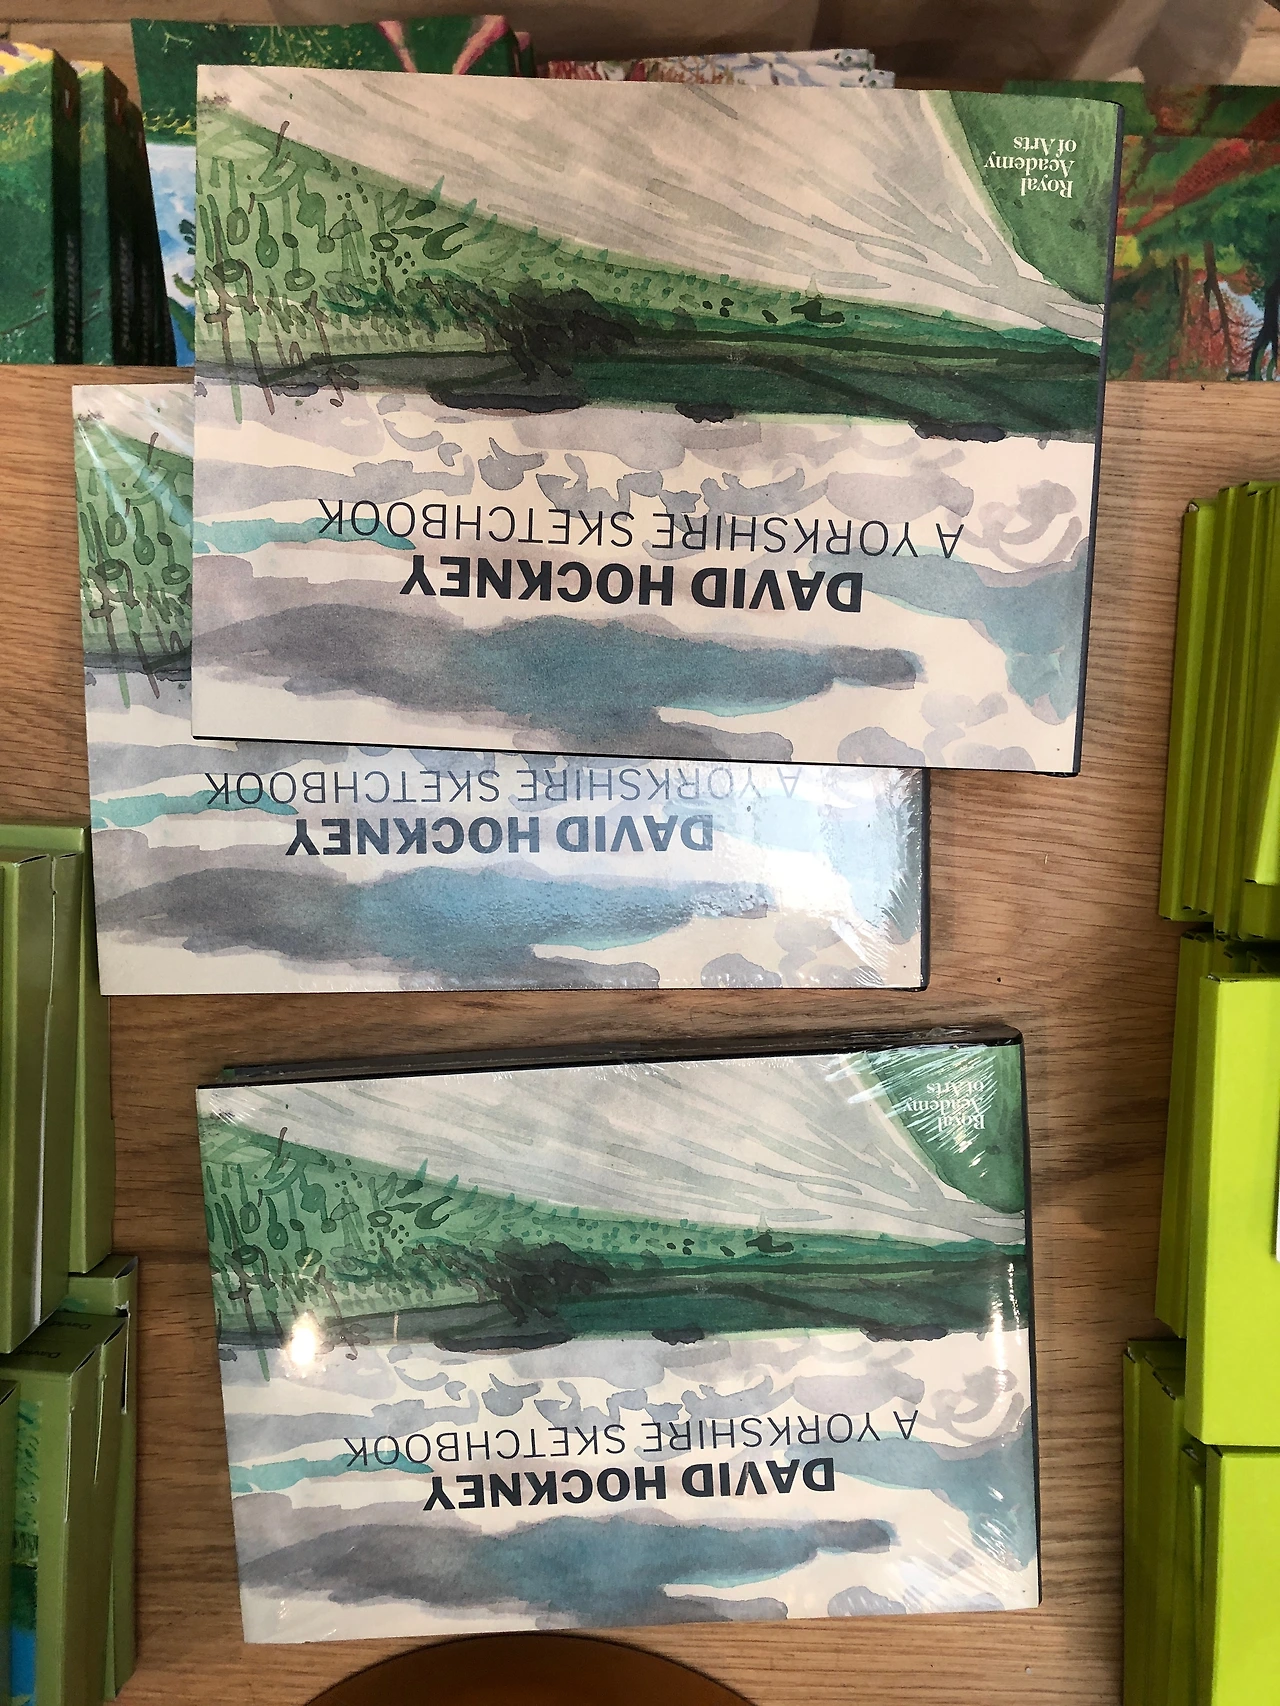 DAVID HOCKNEY
A YORKSHIRE SKETCHBOOK
Royal
Academy
of Arts
DAVID HOCKNEY
A YORKSHIRE SKETCHBOOK
DAVID HOCKNEY
A YORKSHIRE SKETCHBOOK
Royal
Academy
of Arts
David